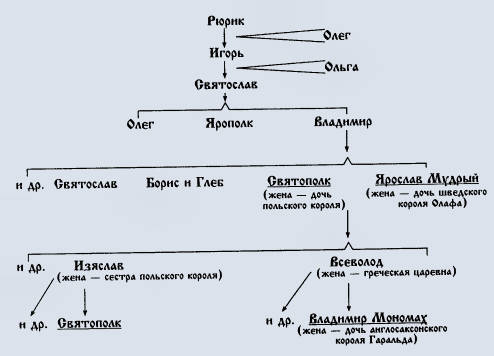 Рюрик
Олег
Игорь
Ольга
Святослав
Олег Ярополк Владимир
и др. Святослав Борис и Глеб Святополк Ярослав Мудрый
(жена — дочь (жена — дочь шведского
польского короля) короля Олафа)
и др. Изяслав Всеволод
(жена — сестра польского короля) (жена — греческая царевна)
и др. Святополк и др. Владимир Мономах
(жена — дочь англосаксонского
короля Гаральда)